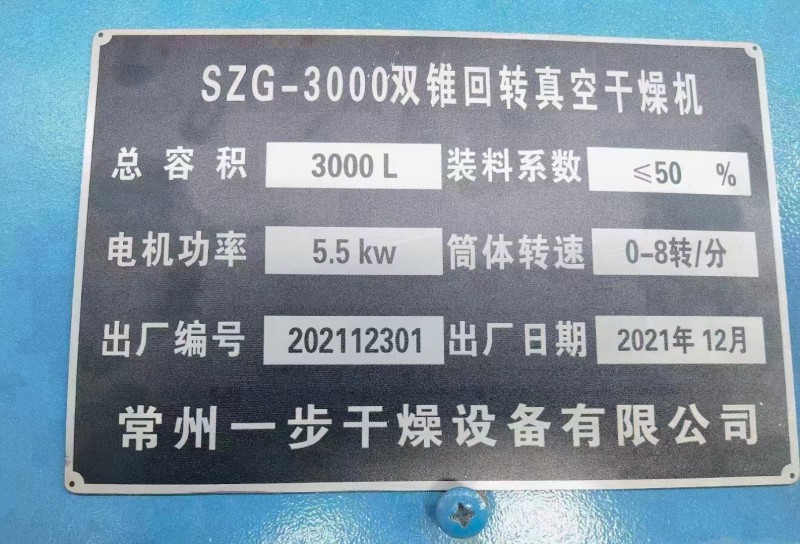 SZG-3000双锥回转真空干燥机
总容积 3000 L 装料系数 ≤50 %
电机功率 5.5 kw 筒体转速 0-8转/分
出厂编号 202112301 出厂日期 2021年 12月
常州一步干燥设备有限公司